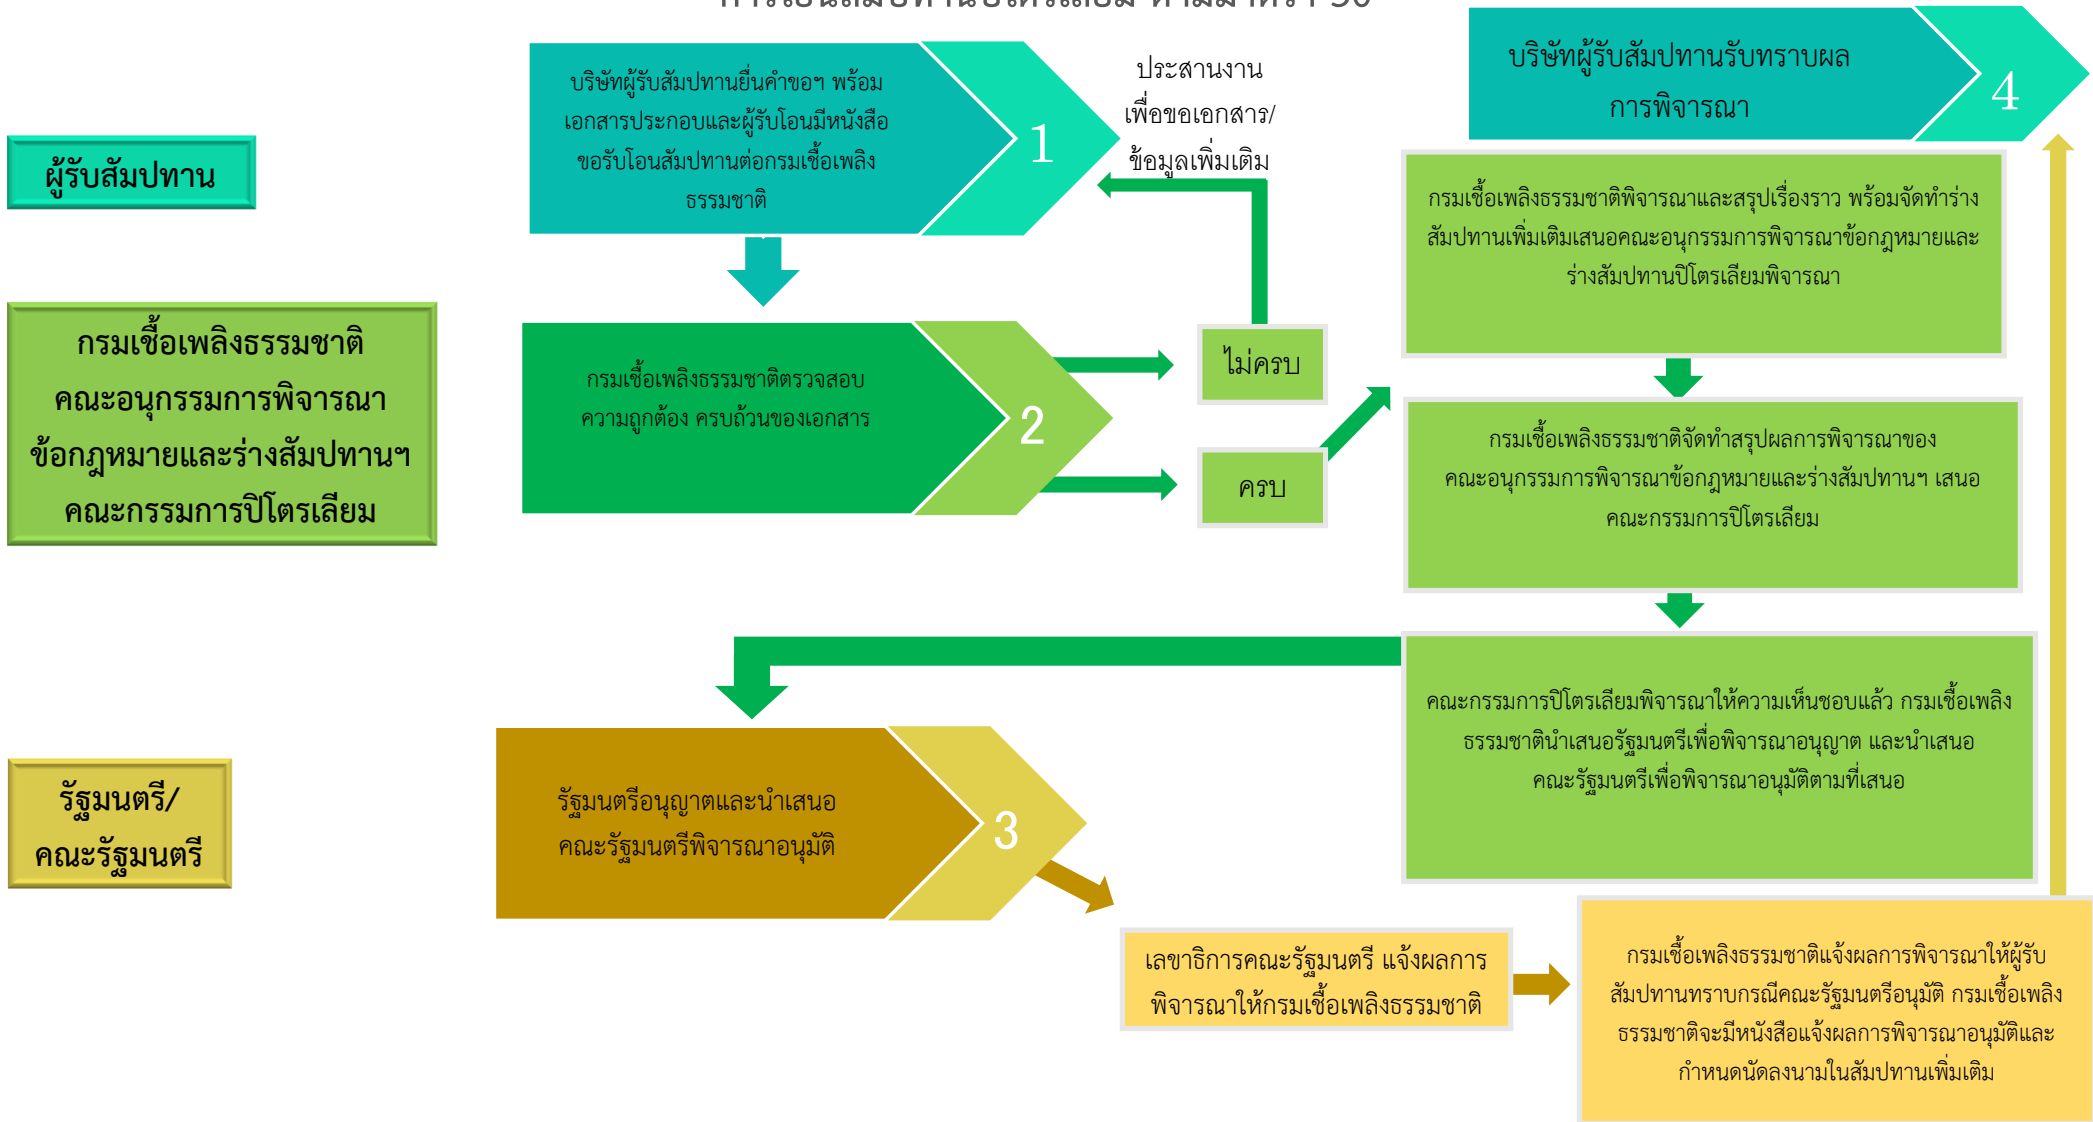 การโอนสัมปทานปิโตรเลียม ตามมาตรา 50
ผู้รับสัมปทาน
บริษัทผู้รับสัมปทานยื่นคำขอฯ พร้อม
เอกสารประกอบและผู้รับโอนมีหนังสือ
ขอรับโอนสัมปทานต่อกรมเชื้อเพลิง
ธรรมชาติ
1
ประสานงาน
เพื่อขอเอกสาร/
ข้อมูลเพิ่มเติม
กรมเชื้อเพลิงธรรมชาติ
คณะอนุกรรมการพิจารณา
ข้อกฎหมายและร่างสัมปทานฯ
คณะกรรมการปิโตรเลียม
กรมเชื้อเพลิงธรรมชาติตรวจสอบ
ความถูกต้อง ครบถ้วนของเอกสาร
2
ไม่ครบ
ครบ
กรมเชื้อเพลิงธรรมชาติพิจารณาและสรุปเรื่องราว พร้อมจัดทำร่าง
สัมปทานเพิ่มเติมเสนอคณะอนุกรรมการพิจารณาข้อกฎหมายและ
ร่างสัมปทานปิโตรเลียมพิจารณา
กรมเชื้อเพลิงธรรมชาติจัดทำสรุปผลการพิจารณาของ
คณะอนุกรรมการพิจารณาข้อกฎหมายและร่างสัมปทานฯ เสนอ
คณะกรรมการปิโตรเลียม
คณะกรรมการปิโตรเลียมพิจารณาให้ความเห็นชอบแล้ว กรมเชื้อเพลิง
ธรรมชาตินำเสนอรัฐมนตรีเพื่อพิจารณาอนุญาต และนำเสนอ
คณะรัฐมนตรีเพื่อพิจารณาอนุมัติตามที่เสนอ
รัฐมนตรี/
คณะรัฐมนตรี
รัฐมนตรีอนุญาตและนำเสนอ
คณะรัฐมนตรีพิจารณาอนุมัติ
3
เลขาธิการคณะรัฐมนตรี แจ้งผลการ
พิจารณาให้กรมเชื้อเพลิงธรรมชาติ
กรมเชื้อเพลิงธรรมชาติแจ้งผลการพิจารณาให้ผู้รับ
สัมปทานทราบกรณีคณะรัฐมนตรีอนุมัติ กรมเชื้อเพลิง
ธรรมชาติจะมีหนังสือแจ้งผลการพิจารณาอนุมัติและ
กำหนดนัดลงนามในสัมปทานเพิ่มเติม
บริษัทผู้รับสัมปทานรับทราบผล
การพิจารณา
4